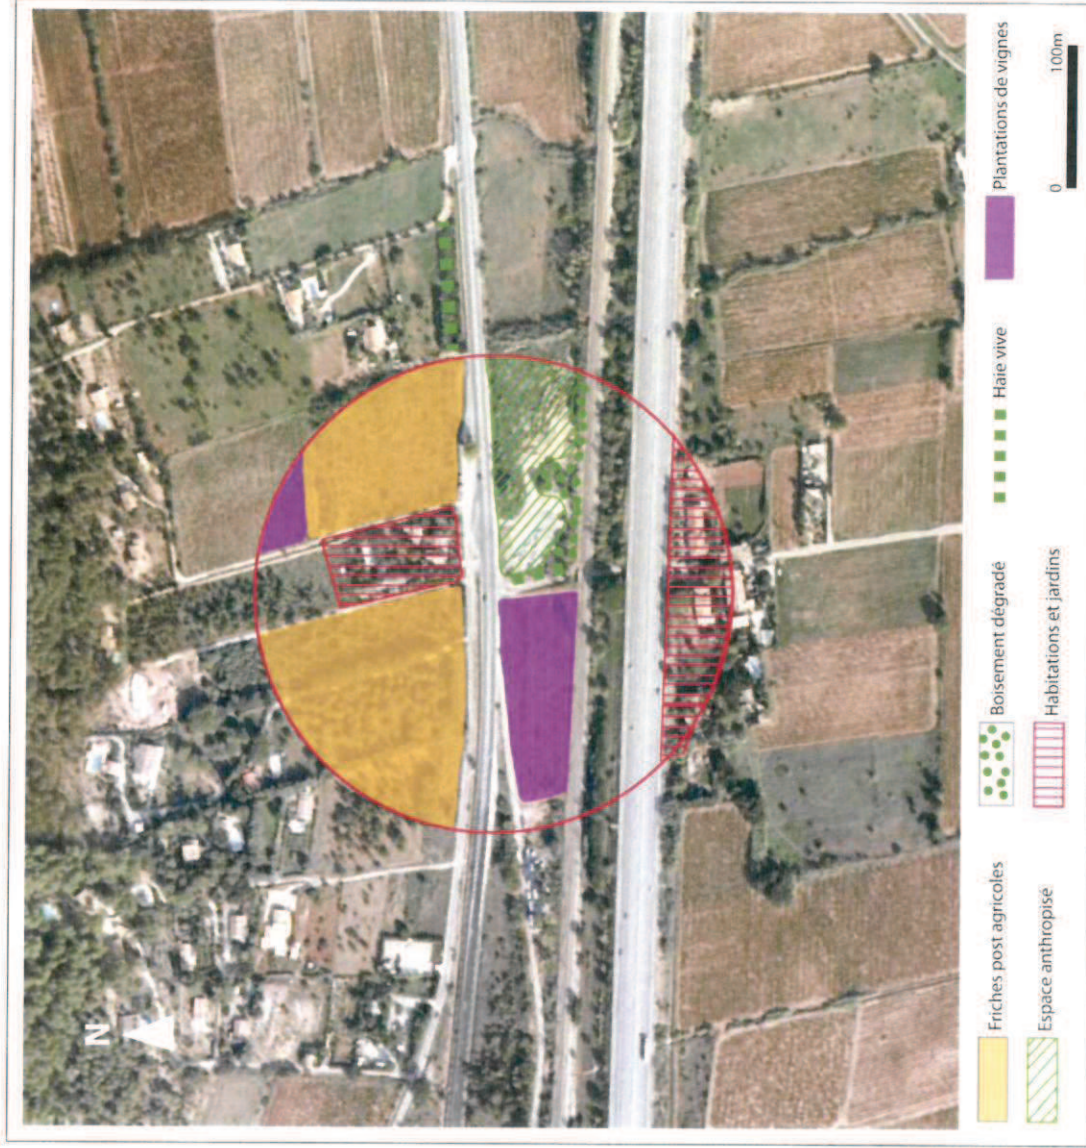 N
Friches post agricoles
Boisement dégradé
Haie vive
Plantations de vignes
Espace anthropisé
Habitations et jardins
0 100m